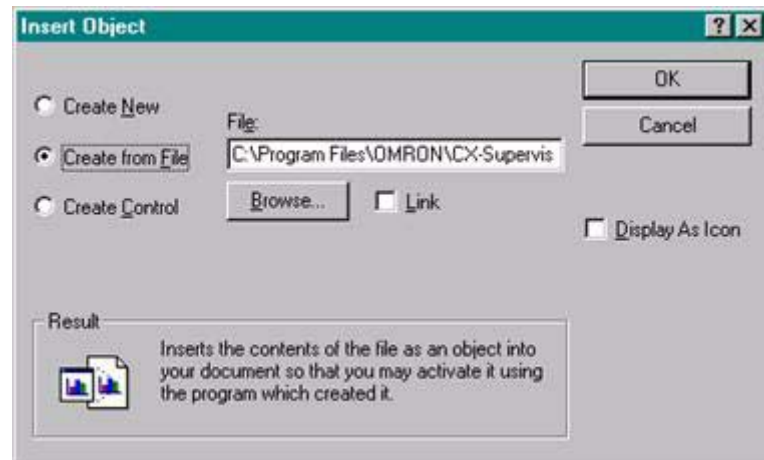 Insert Object
Create New
Create from File
Create Control
File:
C:\Program Files\OMRON\CX-Supervis
Browse...
Link
OK
Cancel
Display As Icon
Result
Inserts the contents of the file as an object into
your document so that you may activate it using
the program which created it.